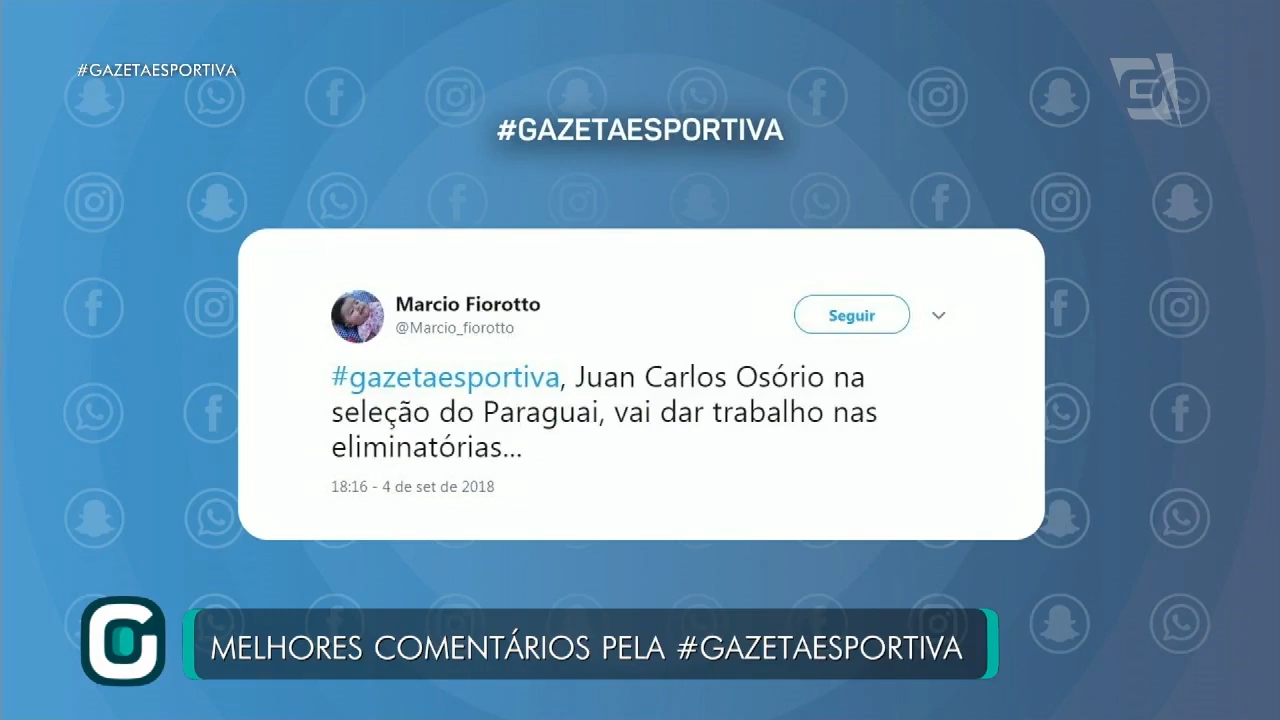 #GAZETAESPORTIVA
#GAZETAESPORTIVA
Marcio Fiorotto
@Marcio_fiorotto
Seguir
#gazetaesportiva, Juan Carlos Osório na
seleção do Paraguai, vai dar trabalho nas
eliminatórias...
18:16 - 4 de set de 2018
MELHORES COMENTÁRIOS PELA #GAZETAESPORTIVA